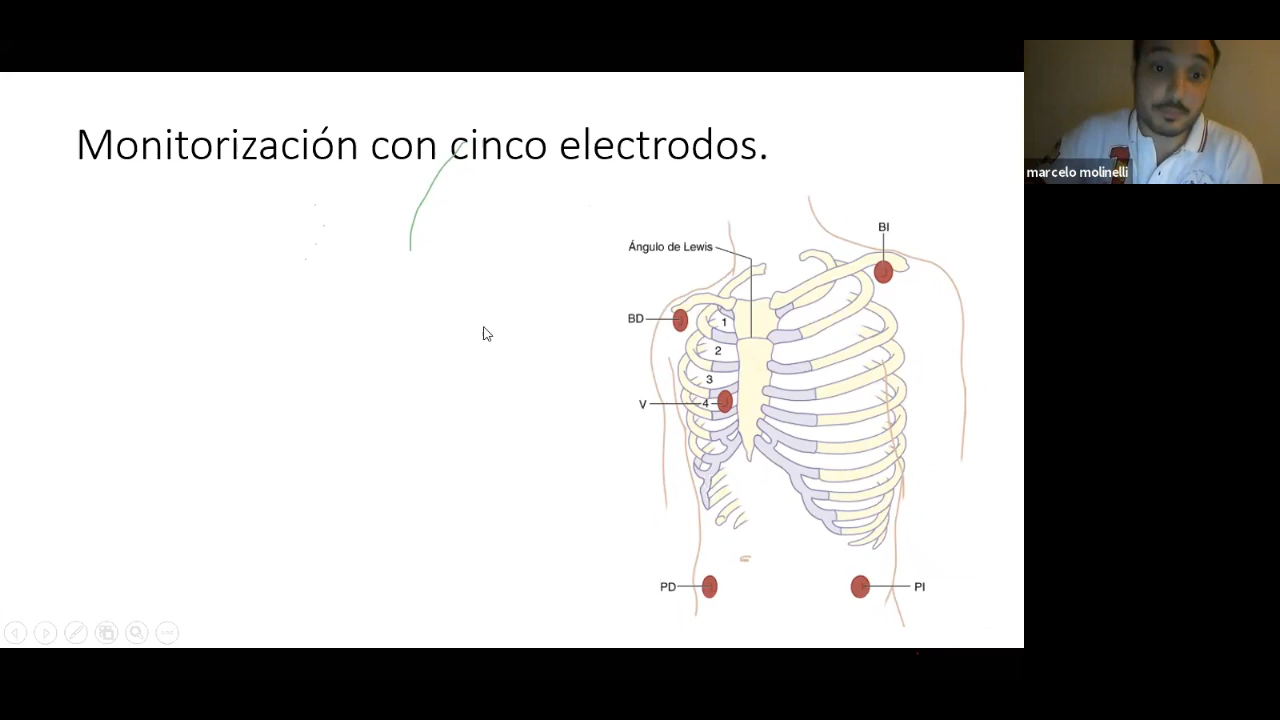 Monitorización con cinco electrodos.
marcelo molinelli
BI
Ángulo de Lewis
BD
1
2
3
V
4
PD
PI